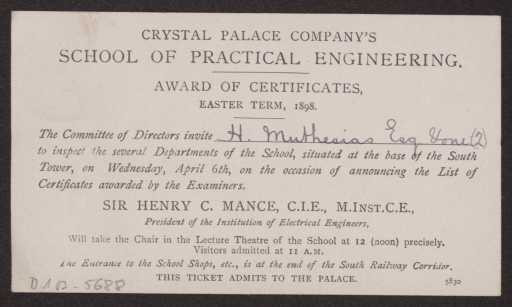 CRYSTAL PALACE COMPANY'S
SCHOOL OF PRACTICAL ENGINEERING.
AWARD OF CERTIFICATES,
EASTER TERM, 1898.
The Committee of Directors invite H. Muthesias Esq & one (2)
to inspect the several Departments of the School, situated at the base of the South
Tower, on Wednesday, April 6th, on the occasion of announcing the List of
Certificates awarded by the Examiners.
SIR HENRY C. MANCE, C.I.E., M.INST.C.E.,
President of the Institution of Electrical Engineers,
Will take the Chair in the Lecture Theatre of the School at 12 (noon) precisely.
Visitors admitted at 11 A.M.
The Entrance to the School Shops, etc., is at the end of the South Railway Corridor.
THIS TICKET ADMITS TO THE PALACE.
5830
D 102-5688